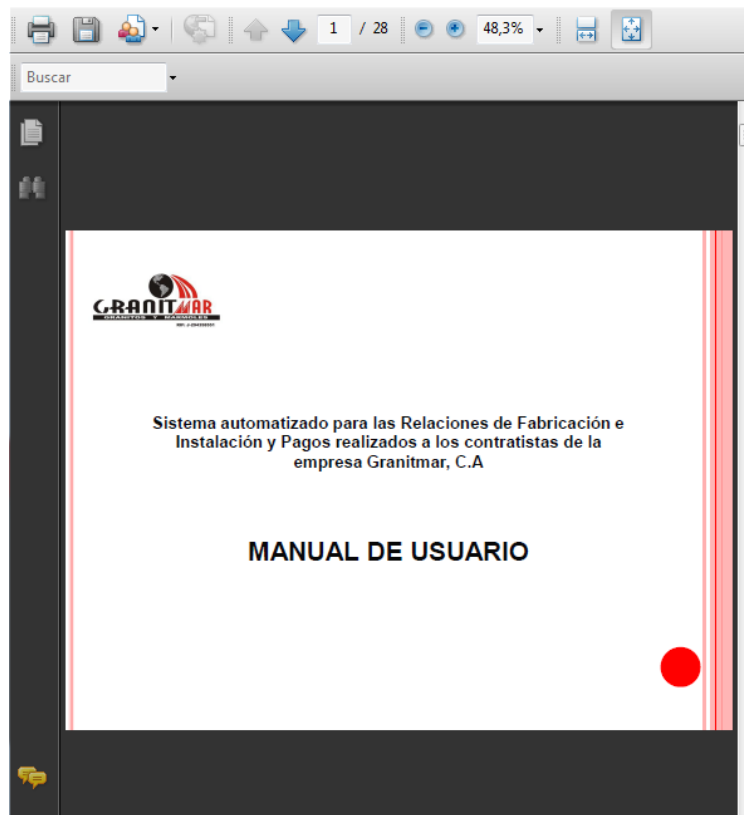 1 / 28 48,3%
Buscar
GRANITMAR
GRANITOS Y MARMOLES
Sistema automatizado para las Relaciones de Fabricación e
Instalación y Pagos realizados a los contratistas de la
empresa Granitmar, C.A
MANUAL DE USUARIO